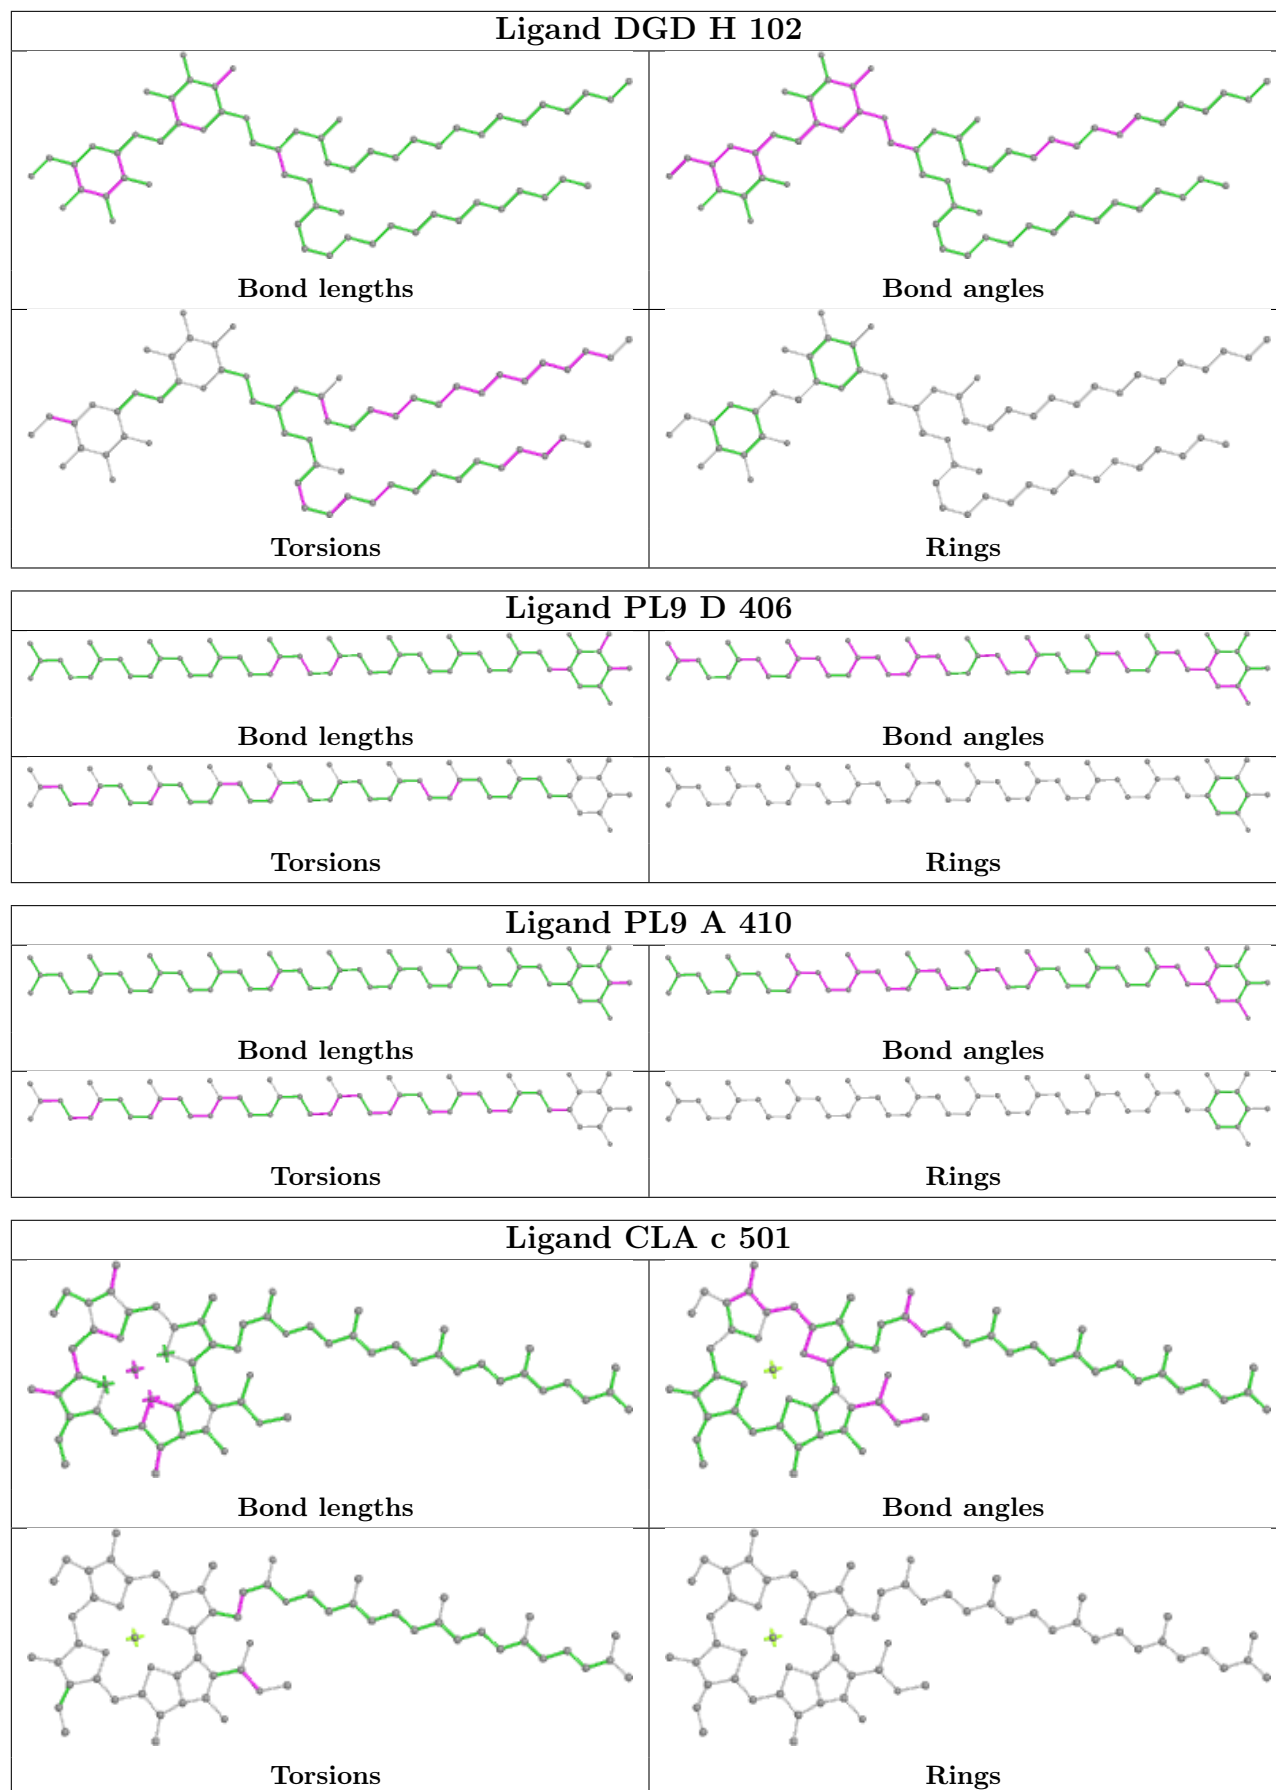 Ligand DGD H 102
Bond lengths
Bond angles
Torsions
Rings
Ligand PL9 D 406
Bond lengths
Bond angles
Torsions
Rings
Ligand PL9 A 410
Bond lengths
Bond angles
Torsions
Rings
Ligand CLA c 501
Bond lengths
Bond angles
Torsions
Rings